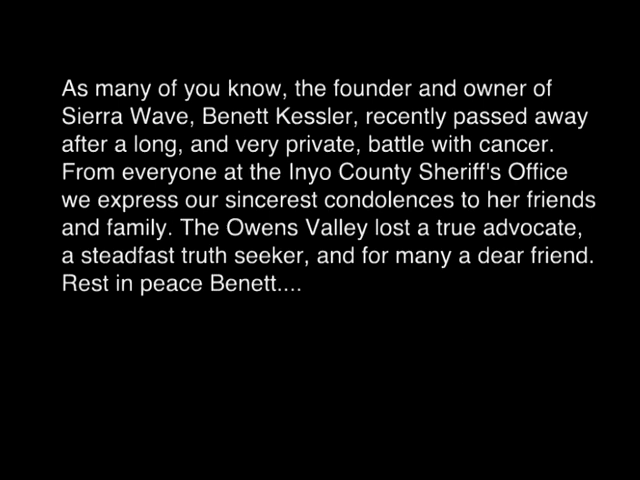 As many of you know, the founder and owner of
Sierra Wave, Benett Kessler, recently passed away
after a long, and very private, battle with cancer.
From everyone at the Inyo County Sheriff's Office
we express our sincerest condolences to her friends
and family. The Owens Valley lost a true advocate,
a steadfast truth seeker, and for many a dear friend.
Rest in peace Benett....